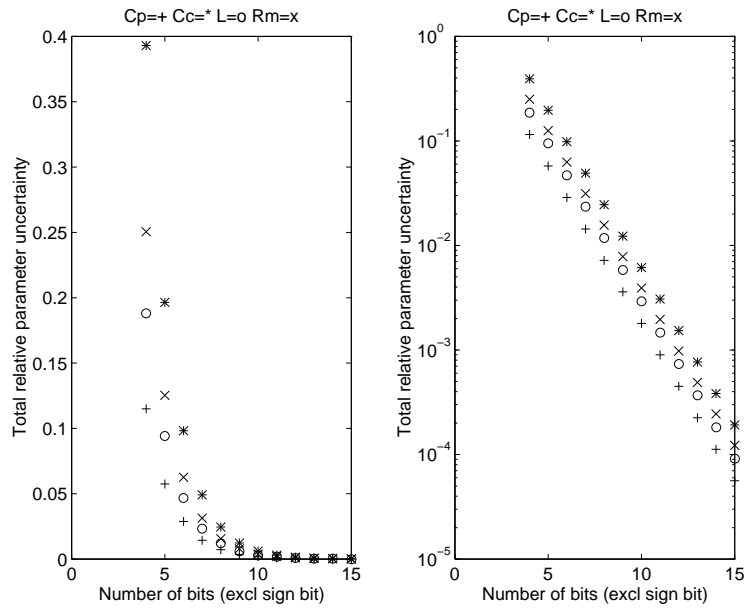 Cp=+ Cc=* L=o Rm=x
0.4
0.35
0.3
0.25
0.2
0.15
0.1
0.05
0
0 5 10 15
Total relative parameter uncertainty
Number of bits (excl sign bit)
Cp=+ Cc=* L=o Rm=x
10^0
10^-1
10^-2
10^-3
10^-4
10^-5
0 5 10 15
Total relative parameter uncertainty
Number of bits (excl sign bit)